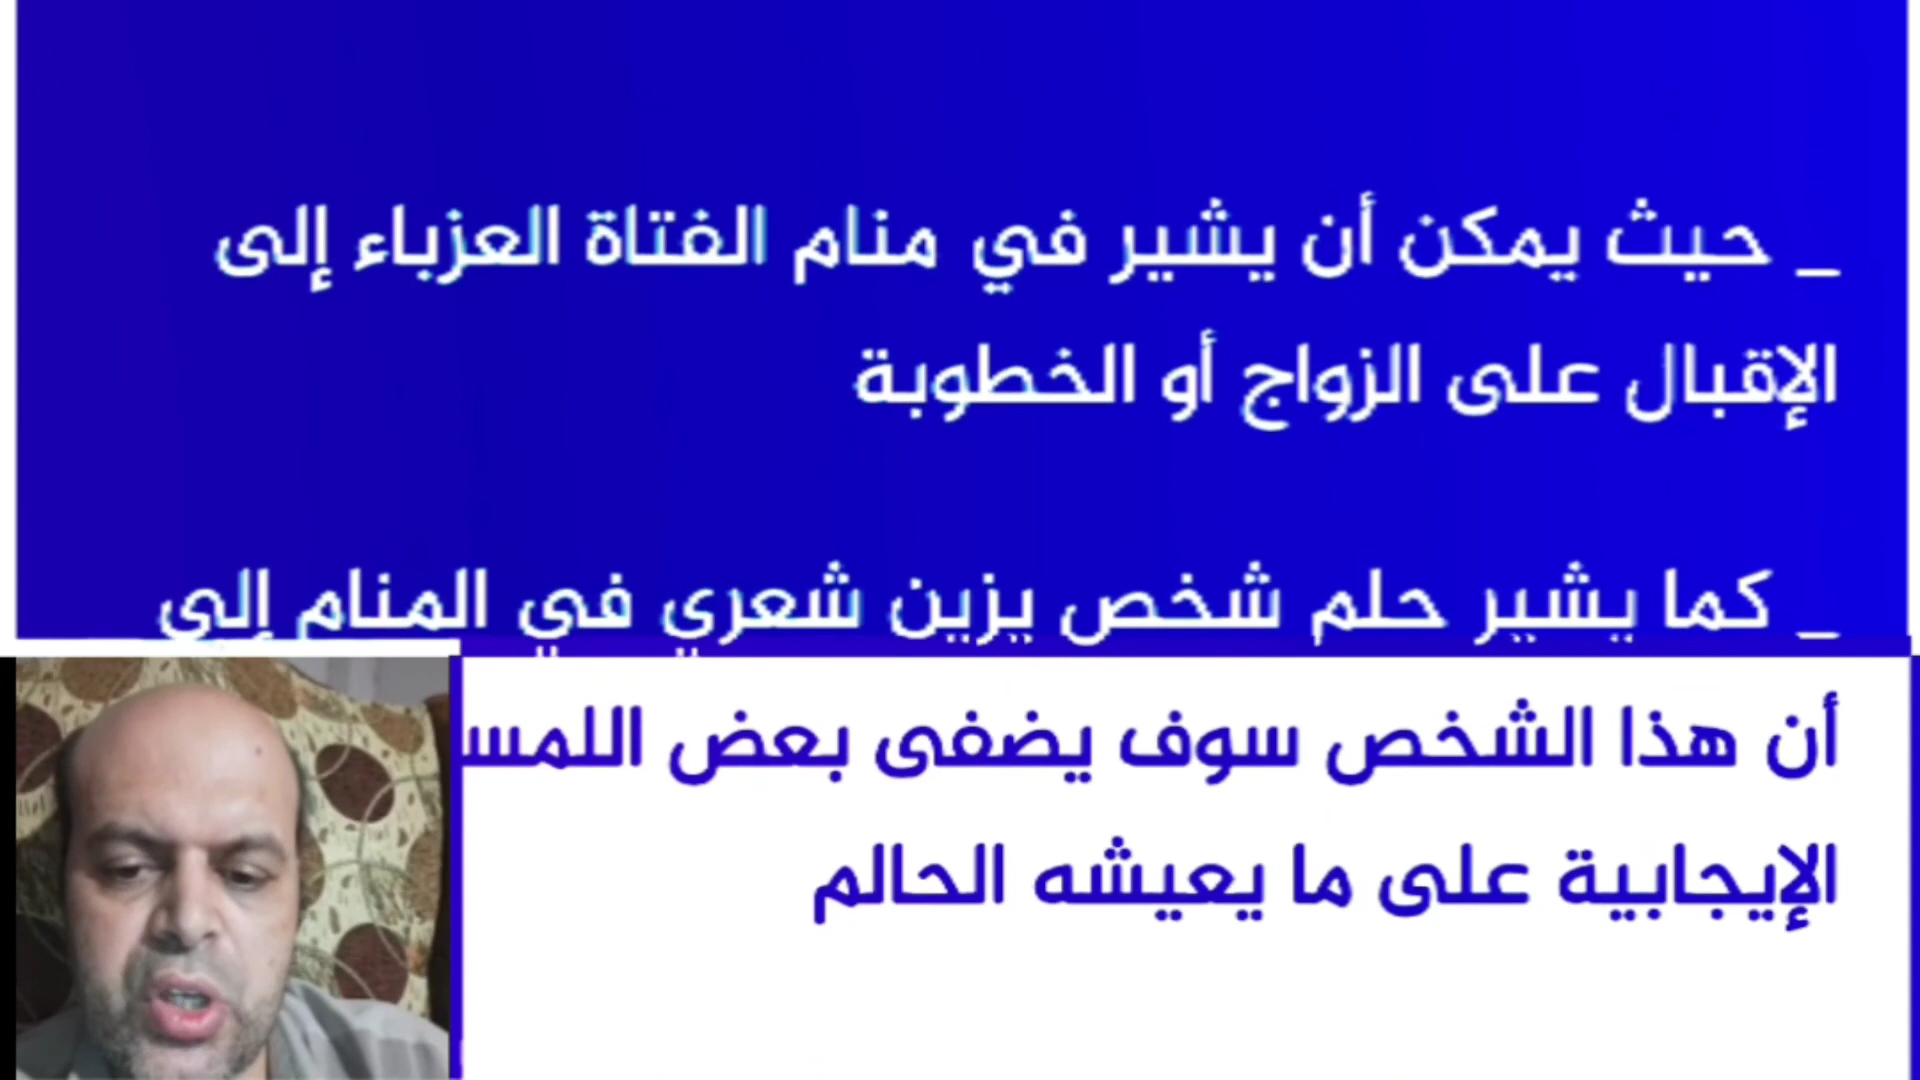 _ حيث يمكن أن يشير في منام الفتاة العزباء إلى
الإقبال على الزواج أو الخطوبة
_ كما يشير حلم شخص يزين شعري في المنام إلي
أن هذا الشخص سوف يضفى بعض
الإيجابية على ما يعيشه الحالم